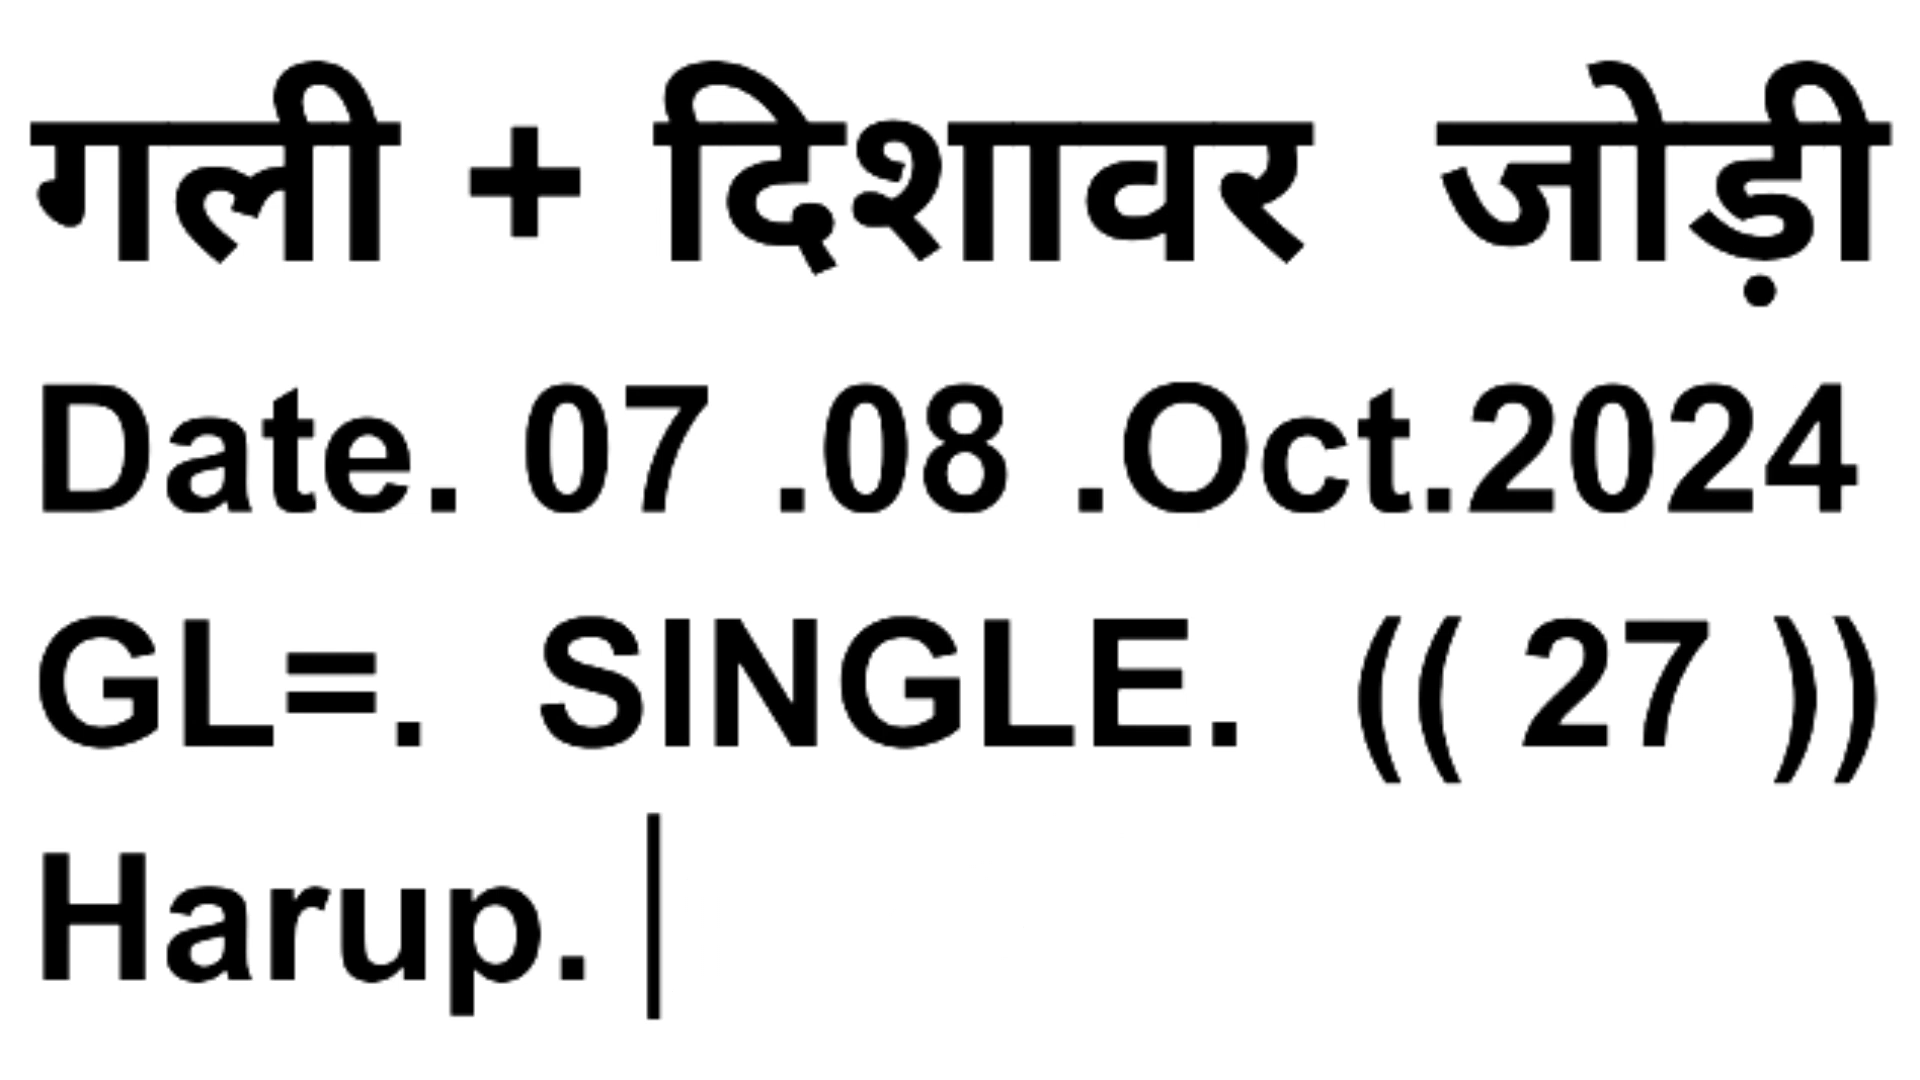 गली + दिशावर जोड़ी
Date. 07 .08 .Oct.2024
GL=. SINGLE. (( 27 ))
Harup.